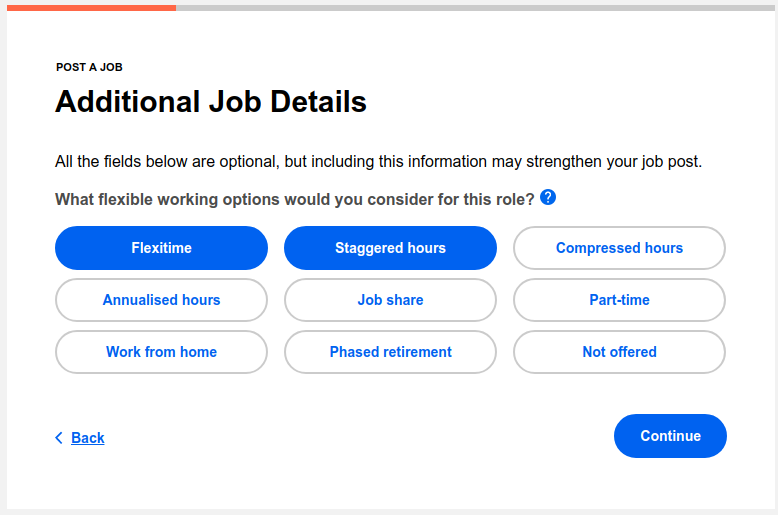 POST A JOB
Additional Job Details
All the fields below are optional, but including this information may strengthen your job post.
What flexible working options would you consider for this role? ?
Flexitime
Staggered hours
Compressed hours
Annualised hours
Job share
Part-time
Work from home
Phased retirement
Not offered
Back
Continue